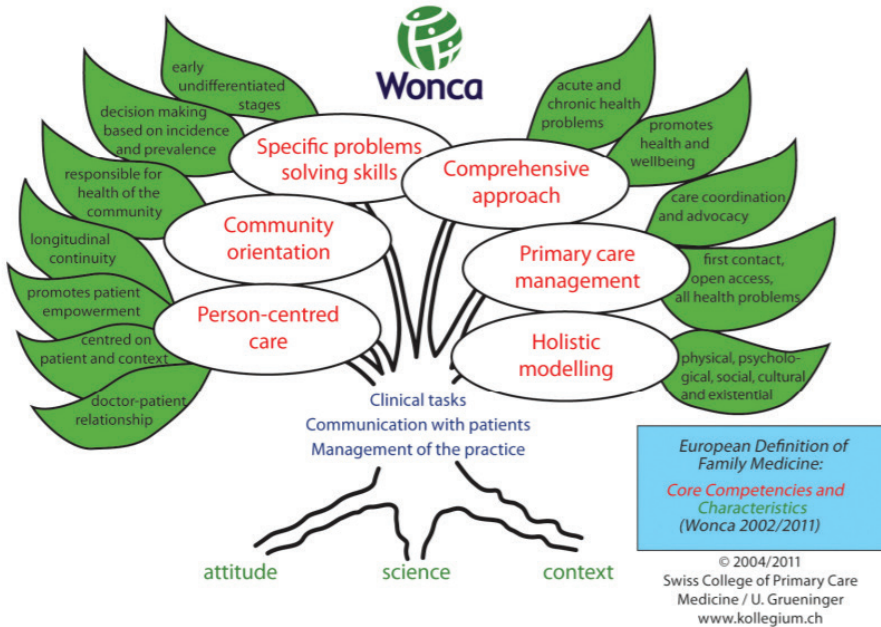 Wonca
early
undifferentiated
stages
decision making
based on incidence
and prevalence
responsible for
health of the
community
longitudinal
continuity
promotes patient
empowerment
centred on
patient and context
doctor-patient
relationship
Specific problems
solving skills
Community
orientation
Person-centred
care
Comprehensive
approach
Primary care
management
Holistic
modelling
acute and
chronic health
problems
promotes
health and
wellbeing
care coordination
and advocacy
first contact,
open access,
all health problems
physical, psycholo-
gical, social, cultural
and existential
Clinical tasks
Communication with patients
Management of the practice
attitude
science
context
European Definition of
Family Medicine:
Core Competencies and
Characteristics
(Wonca 2002/2011)
© 2004/2011
Swiss College of Primary Care
Medicine / U. Grueninger
www.kollegium.ch